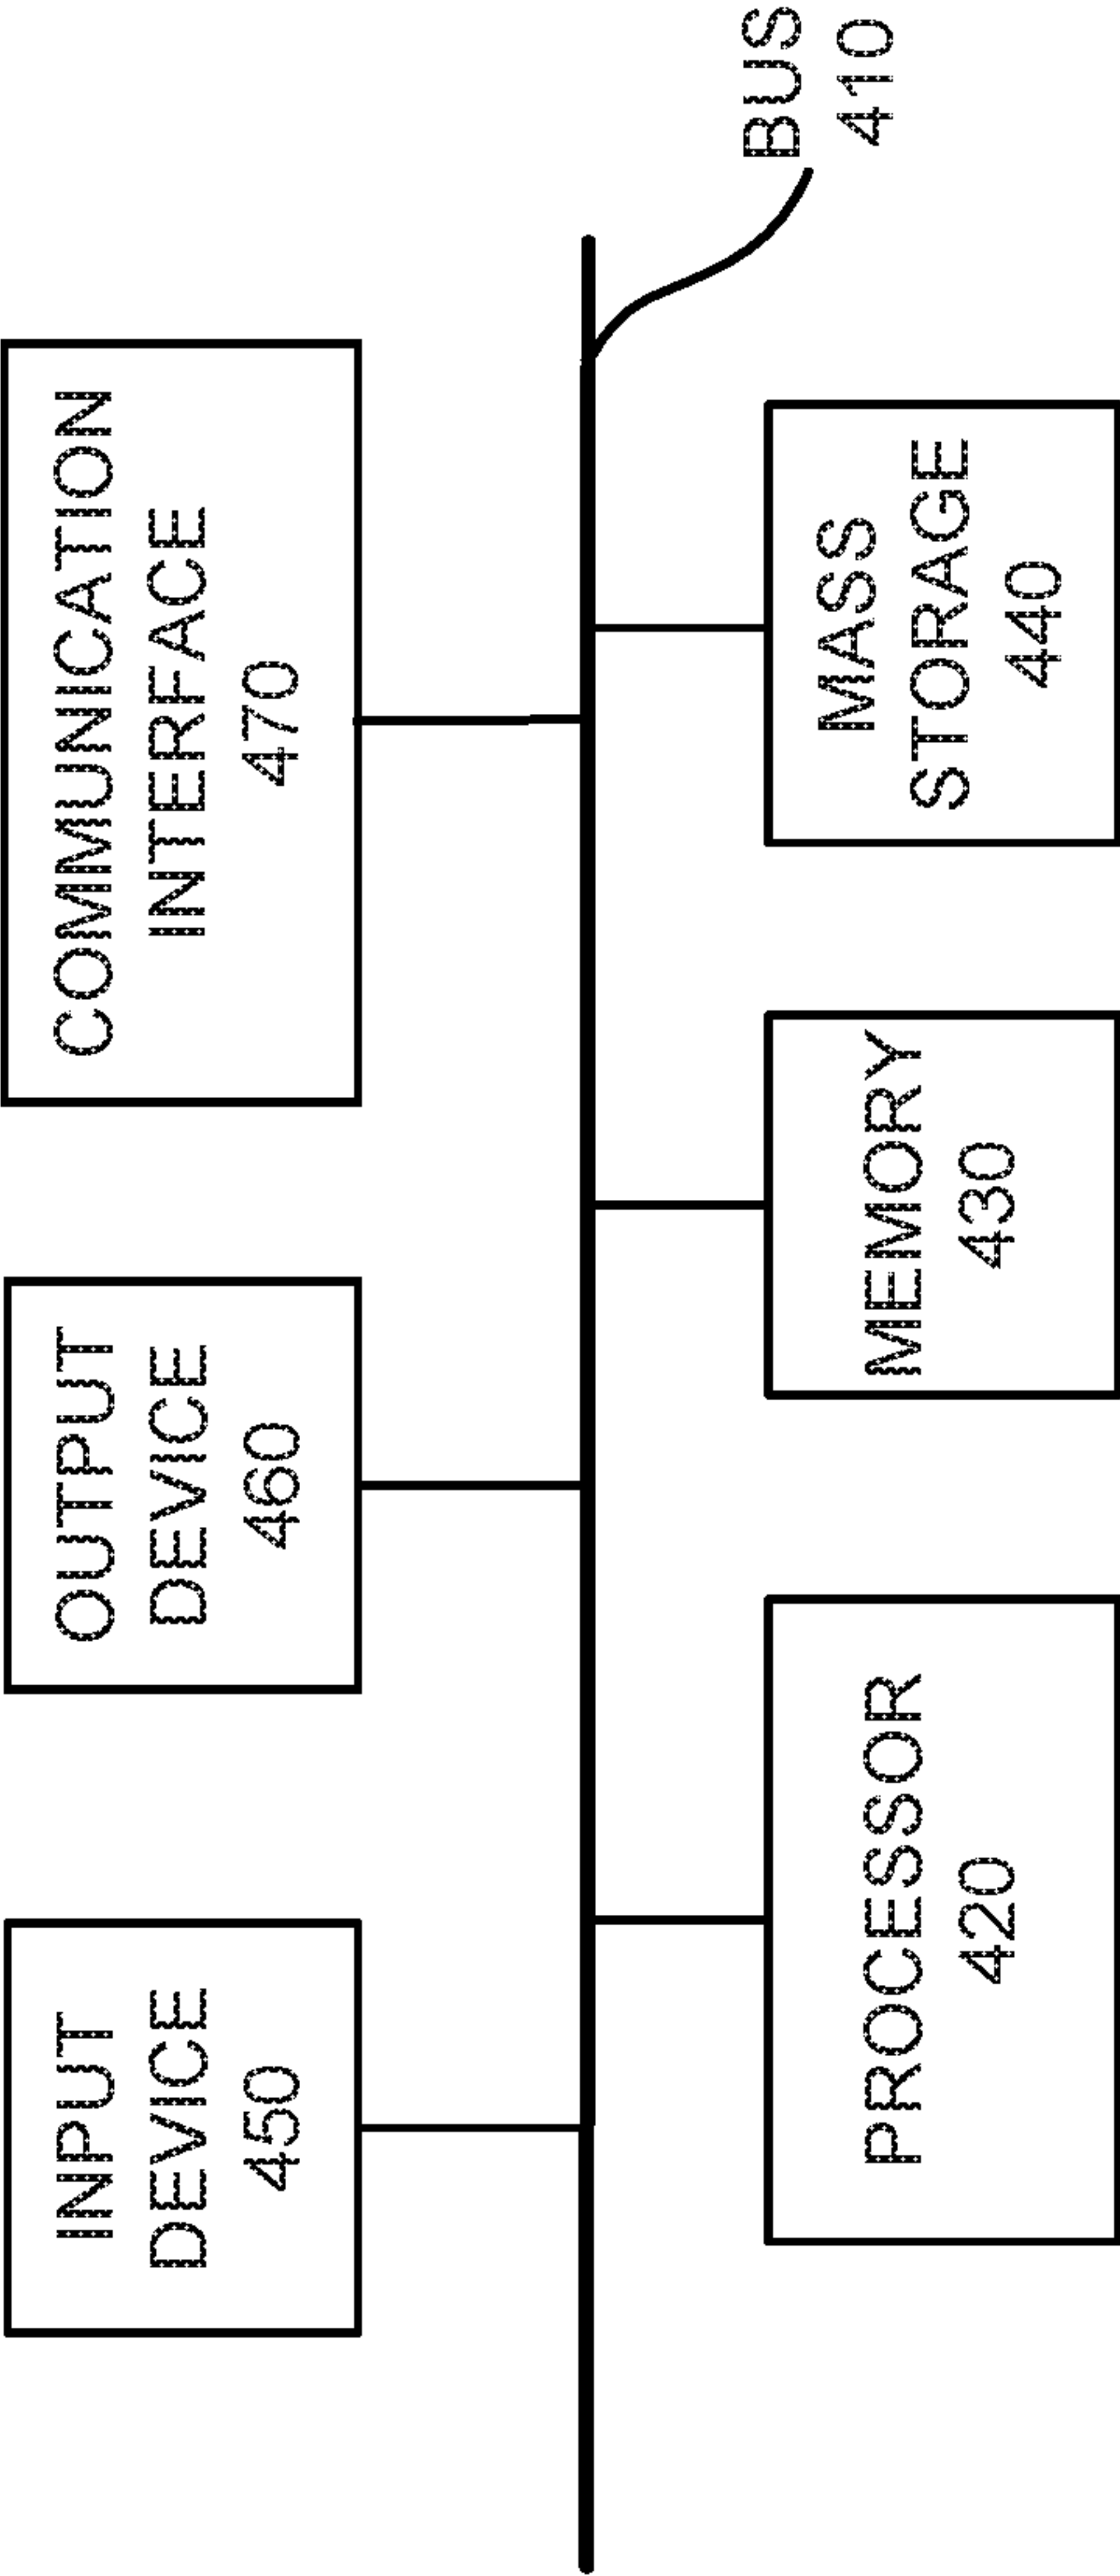 INPUT
DEVICE
450
OUTPUT
DEVICE
460
COMMUNICATION
INTERFACE
470
BUS
410
PROCESSOR
420
MEMORY
430
MASS
STORAGE
440